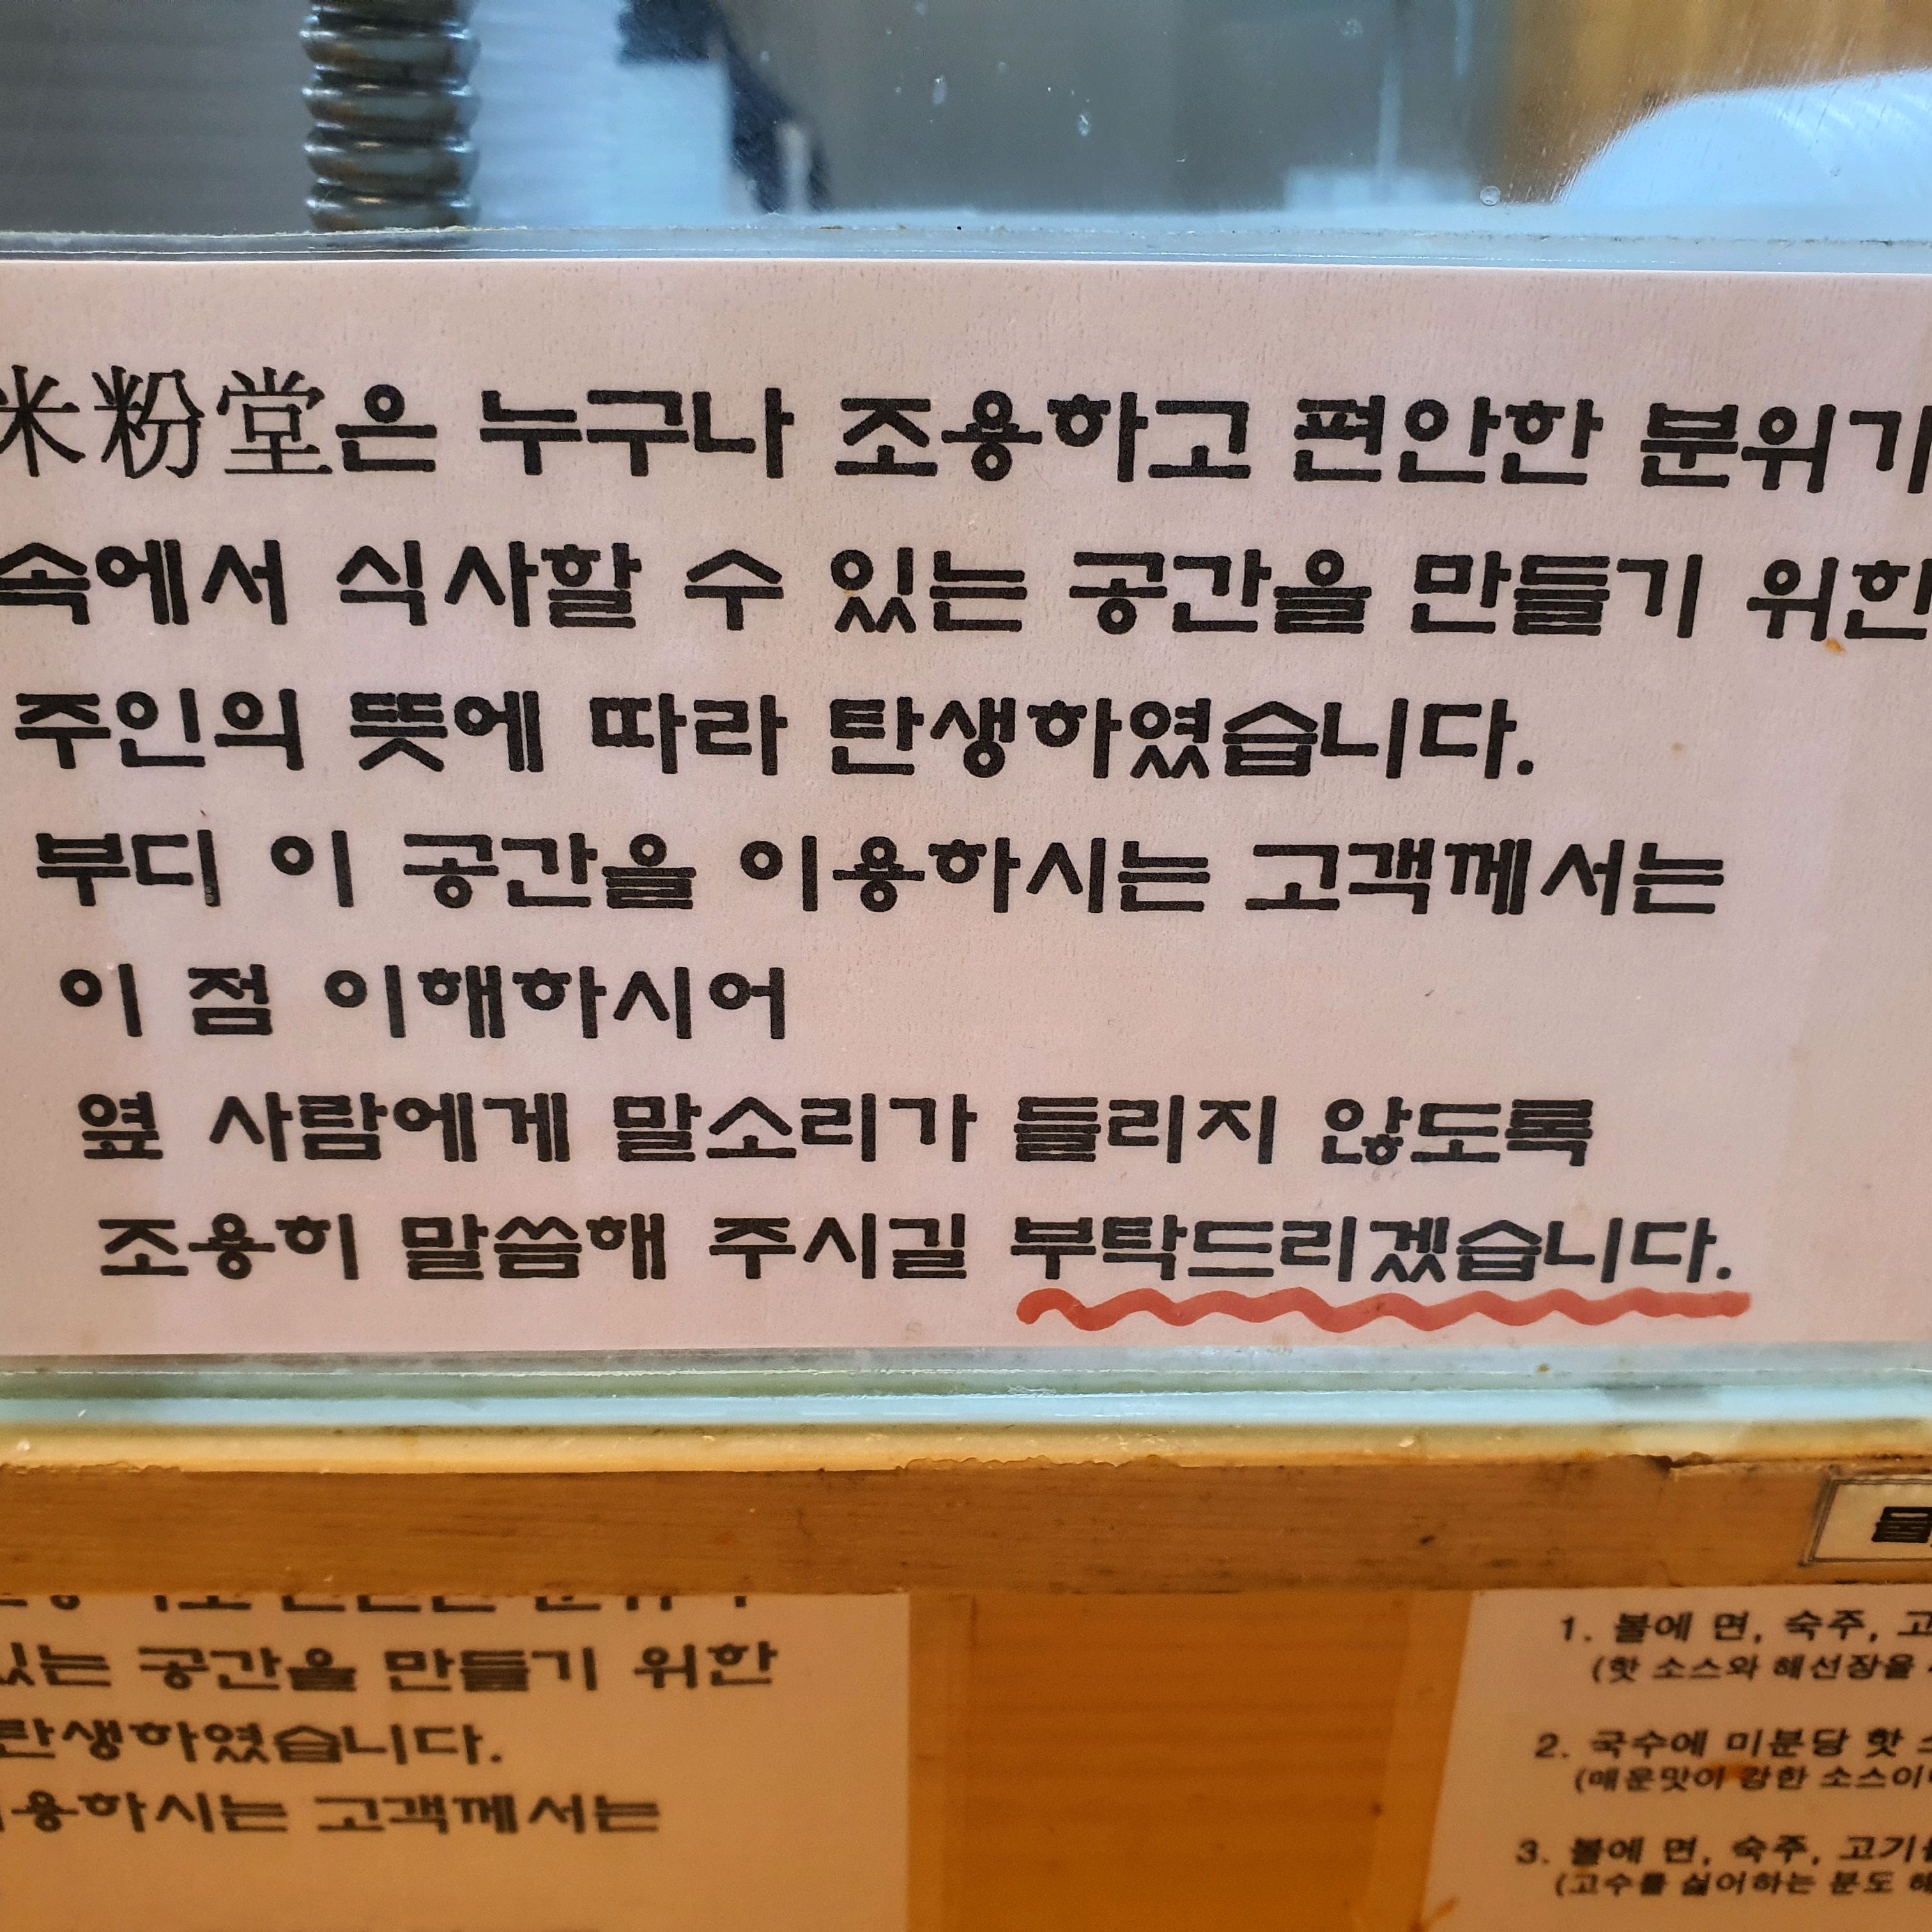 米粉堂은 누구나 조용하고 편안한 분위기
속에서 식사할 수 있는 공간을 만들기 위한
주인의 뜻에 따라 탄생하였습니다.
부디 이 공간을 이용하시는 고객께서는
이 점 이해하시어
옆 사람에게 말소리가 들리지 않도록
조용히 말씀해 주시길 부탁드리겠습니다.
있는 공간을 만들기 위한
탄생하였습니다.
이용하시는 고객께서는
1. 볼에 면, 숙주, 고
(핫 소스와 해선장을
2. 국수에 미분당 핫
(매운맛이 강한 소스이
3. 볼에 면, 숙주, 고기를
(고수를 싫어하는 분도 해